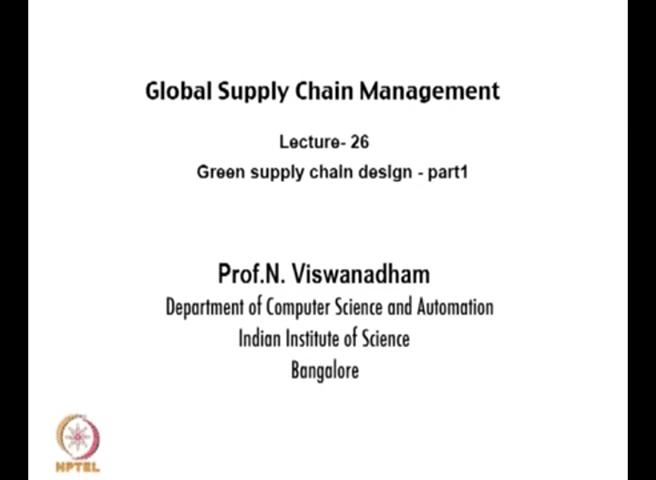 Global Supply Chain Management
Lecture- 26
Green supply chain design - part1
Prof.N. Viswanadham
Department of Computer Science and Automation
Indian Institute of Science
Bangalore
NPTEL